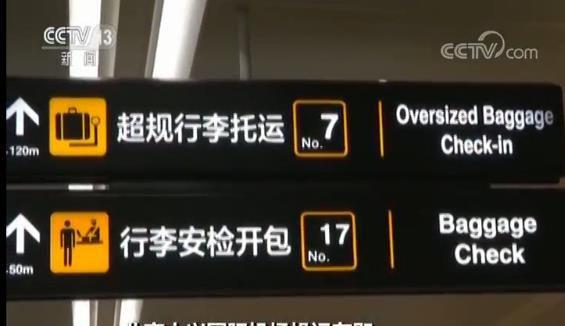 CCTV 13
新闻
CCTV.com
超规行李托运
No. 7
Oversized Baggage
Check-in
120m
行李安检开包
No. 17
Baggage
Check
50m